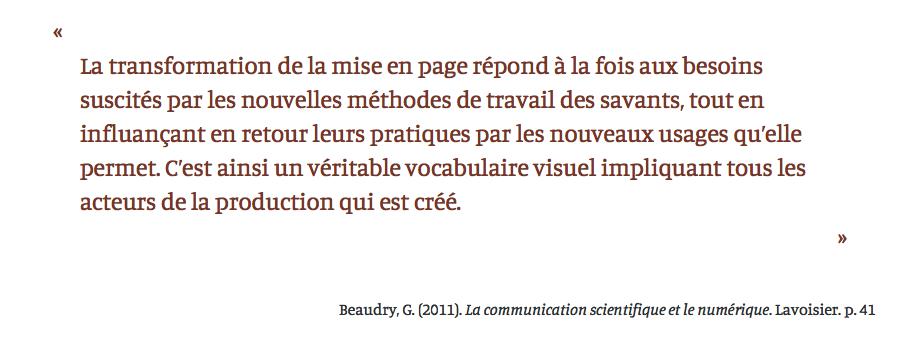 «
La transformation de la mise en page répond à la fois aux besoins
suscités par les nouvelles méthodes de travail des savants, tout en
influançant en retour leurs pratiques par les nouveaux usages qu’elle
permet. C’est ainsi un véritable vocabulaire visuel impliquant tous les
acteurs de la production qui est créé.
»
Beaudry, G. (2011). La communication scientifique et le numérique. Lavoisier. p. 41